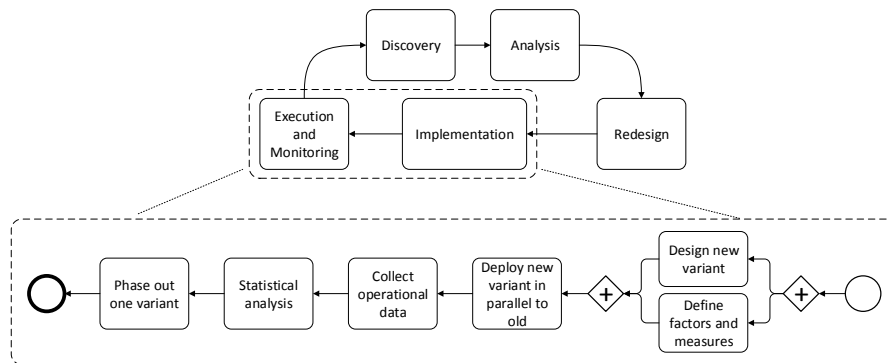 Discovery
Analysis
Execution
and
Monitoring
Implementation
Redesign
Phase out
one variant
Statistical
analysis
Collect
operational
data
Deploy new
variant in
parallel to
old
Design new
variant
Define
factors and
measures